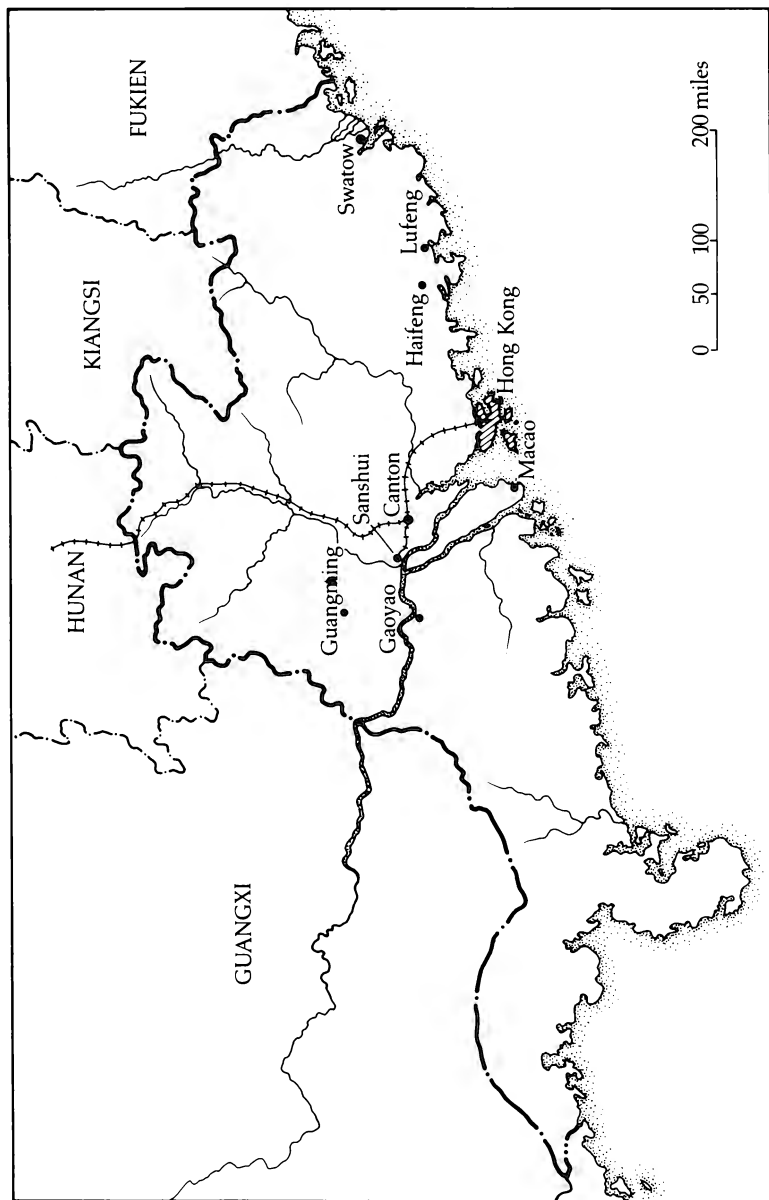 FUKIEN
KIANGSI
HUNAN
GUANGXI
Swatow
Lufeng
Haifeng
Hong Kong
Macao
Canton
Sanshui
Guangning
Gaoyao
0 50 100 200 miles